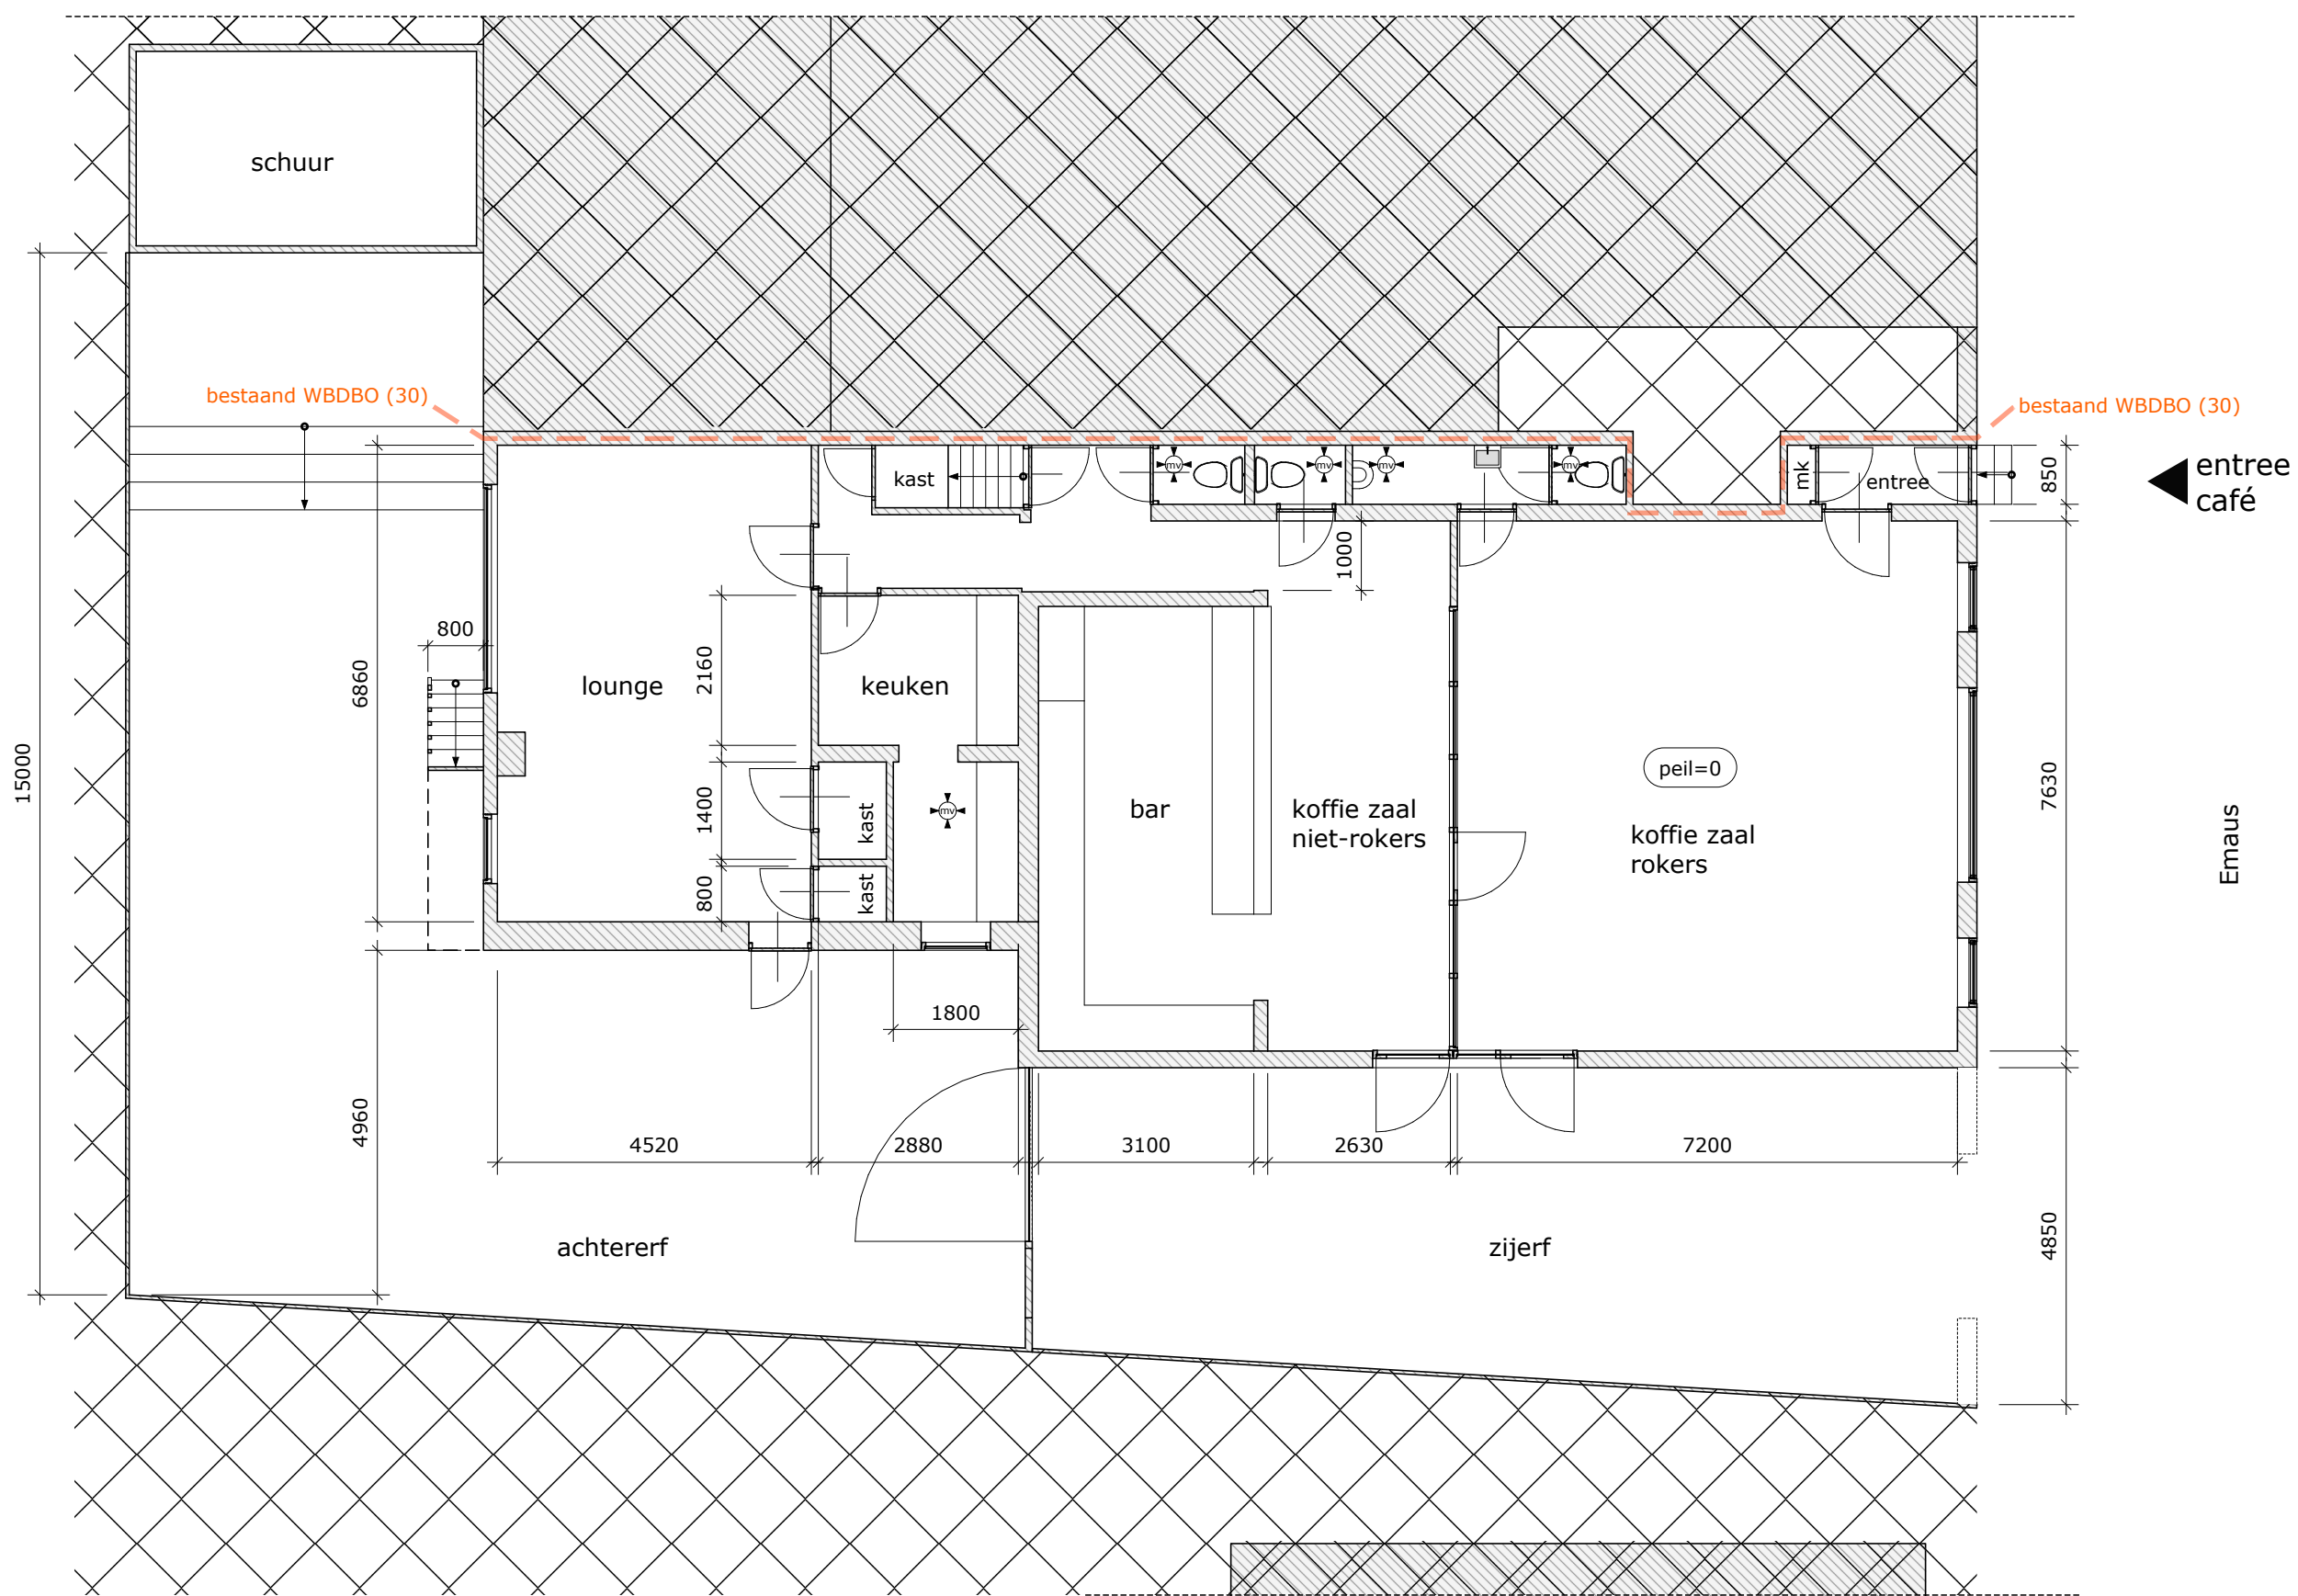 schuur
bestaand WBDBO (30)
bestaand WBDBO (30)
kast
mv
mv
mv
mv
mk
entree
850
entree
café
1000
800
6860
lounge
2160
keuken
15000
1400
kast
mv
bar
koffie zaal
niet-rokers
peil=0
koffie zaal
rokers
7630
Emaus
800
kast
1800
4960
4520
2880
3100
2630
7200
achtererf
zijerf
4850